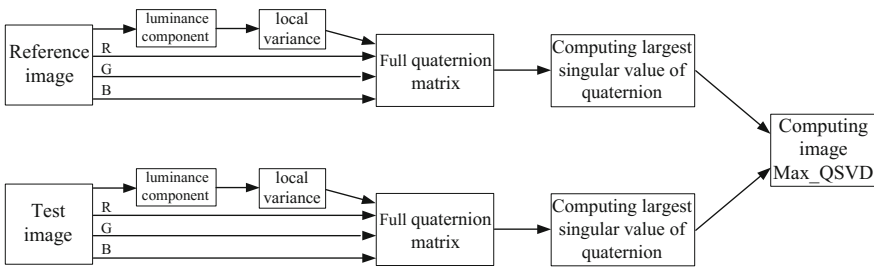 Reference
image
luminance
component
local
variance
R
G
B
Full quaternion
matrix
Computing largest
singular value of
quaternion
Computing
image
Max_QSVD
Test
image
luminance
component
local
variance
R
G
B
Full quaternion
matrix
Computing largest
singular value of
quaternion